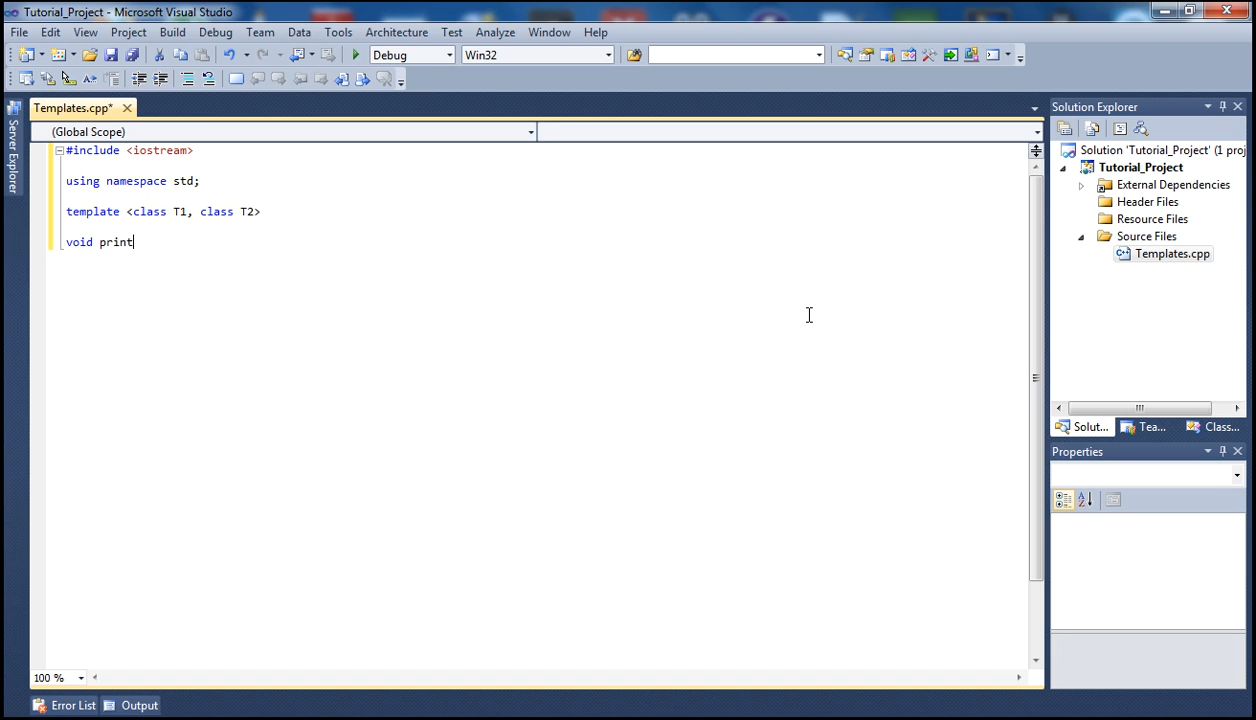 Tutorial_Project - Microsoft Visual Studio
File Edit View Project Build Debug Team Data Tools Architecture Test Analyze Window Help
Debug Win32
Templates.cpp*
Solution Explorer
Server Explorer
(Global Scope)
#include <iostream>
using namespace std;
template <class T1, class T2>
void print
Solution 'Tutorial_Project' (1 proj
Tutorial_Project
External Dependencies
Header Files
Resource Files
Source Files
Templates.cpp
Solut... Tea... Class...
Properties
100 %
Error List Output